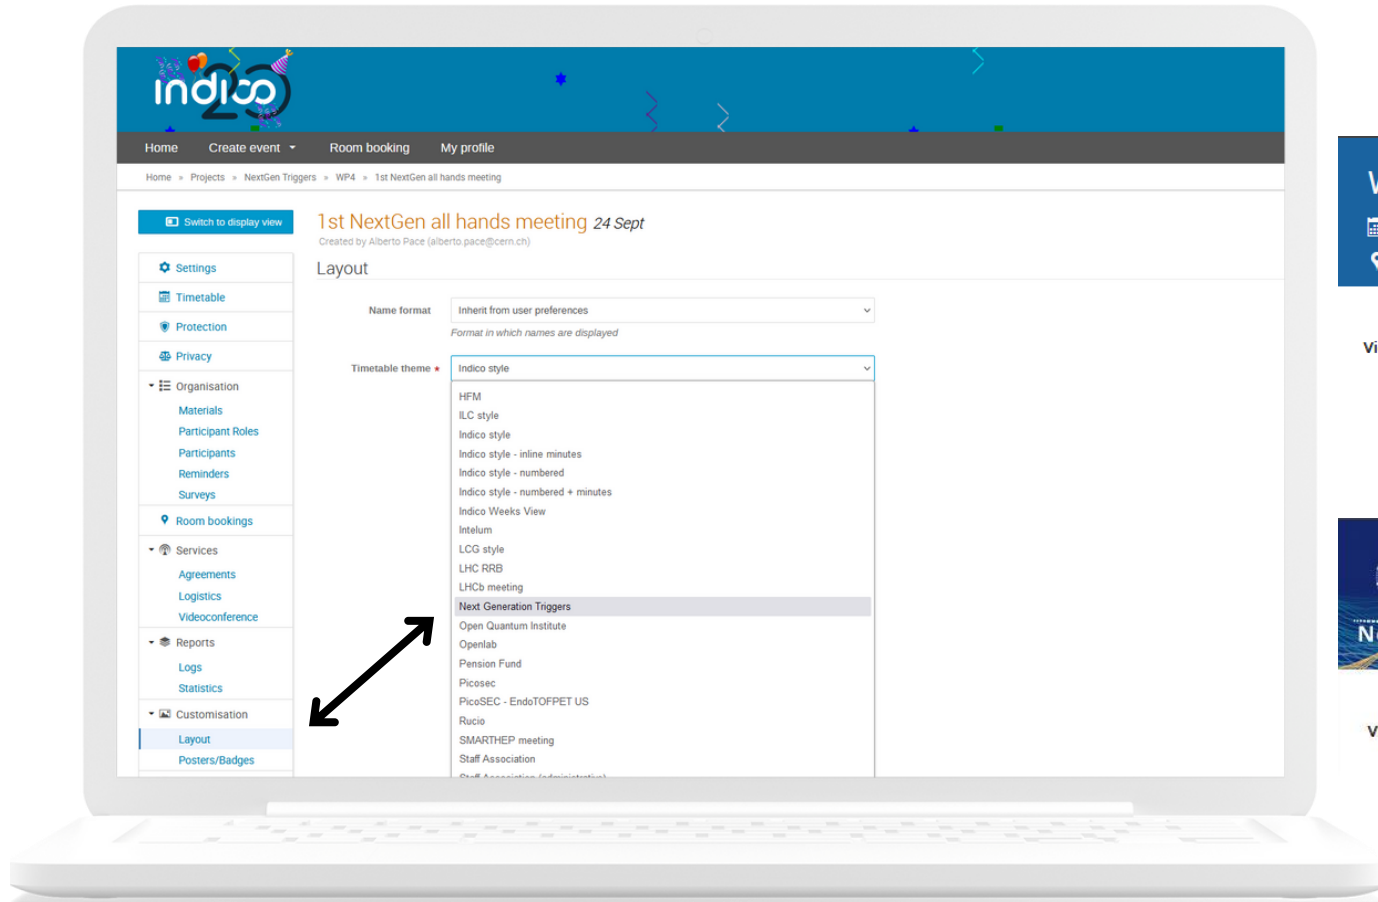 indico
20
Home Create event Room booking My profile
Home » Projects » NextGen Triggers » WP4 » 1st NextGen all hands meeting
Switch to display view
1st NextGen all hands meeting 24 Sept
Created by Alberto Pace (alberto.pace@cern.ch)
Layout
Settings
Timetable
Protection
Privacy
Organisation
Materials
Participant Roles
Participants
Reminders
Surveys
Room bookings
Services
Agreements
Logistics
Videoconference
Reports
Logs
Statistics
Customisation
Layout
Posters/Badges
Name format Inherit from user preferences
Format in which names are displayed
Timetable theme * Indico style
HFM
ILC style
Indico style
Indico style - inline minutes
Indico style - numbered
Indico style - numbered + minutes
Indico Weeks View
Intelum
LCG style
LHC RRB
LHCb meeting
Next Generation Triggers
Open Quantum Institute
Openlab
Pension Fund
Picosec
PicoSEC - EndoTOFPET US
Rucio
SMARTHEP meeting
Staff Association
Staff Association (administrative)
Vi
V